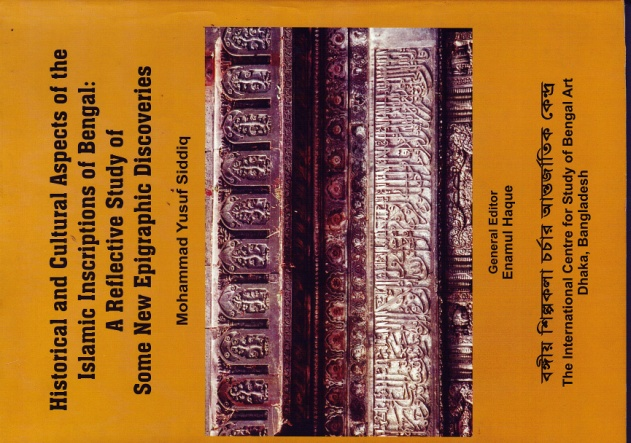 Historical and Cultural Aspects of the
Islamic Inscriptions of Bengal:
A Reflective Study of
Some New Epigraphic Discoveries
Mohammad Yusuf Siddiq
General Editor
Enamul Haque
বঙ্গীয় শিল্পকলা চর্চার আন্তর্জাতিক কেন্দ্র
The International Centre for Study of Bengal Art
Dhaka, Bangladesh